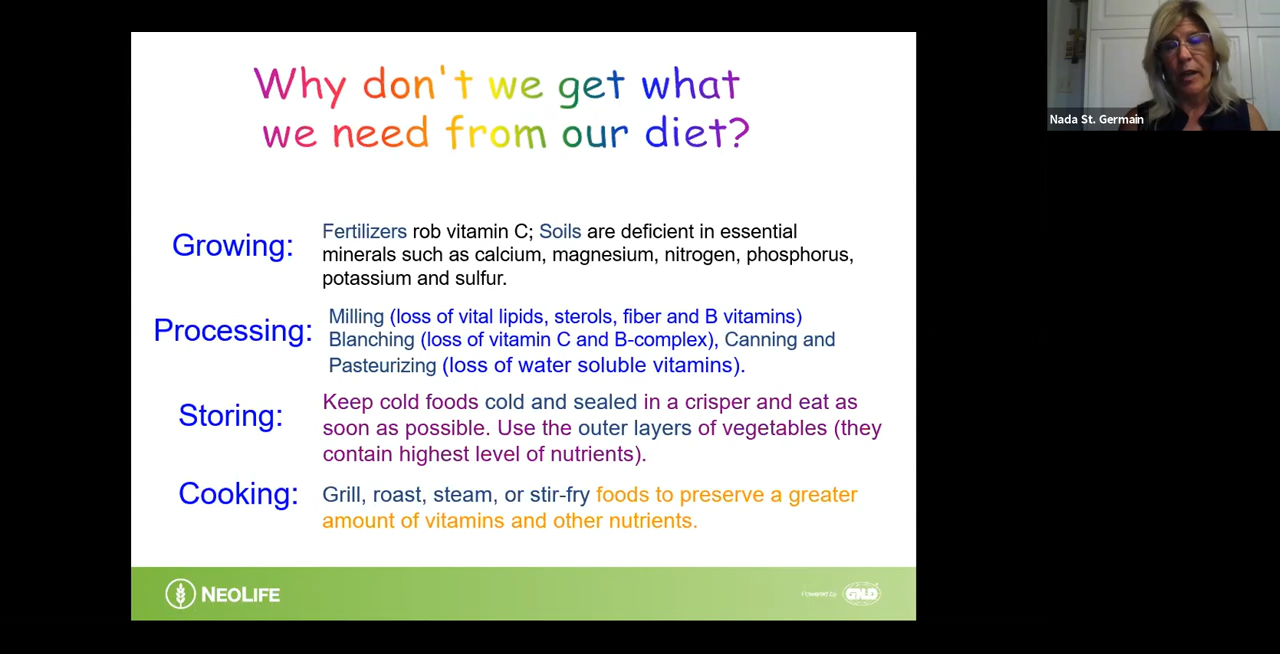 Why don't we get what
we need from our diet?
Nada St. Germain
Growing:
Fertilizers rob vitamin C; Soils are deficient in essential
minerals such as calcium, magnesium, nitrogen, phosphorus,
potassium and sulfur.
Processing:
Milling (loss of vital lipids, sterols, fiber and B vitamins)
Blanching (loss of vitamin C and B-complex), Canning and
Pasteurizing (loss of water soluble vitamins).
Storing:
Keep cold foods cold and sealed in a crisper and eat as
soon as possible. Use the outer layers of vegetables (they
contain highest level of nutrients).
Cooking:
Grill, roast, steam, or stir-fry foods to preserve a greater
amount of vitamins and other nutrients.
NEOLIFE
Powered by GNLD